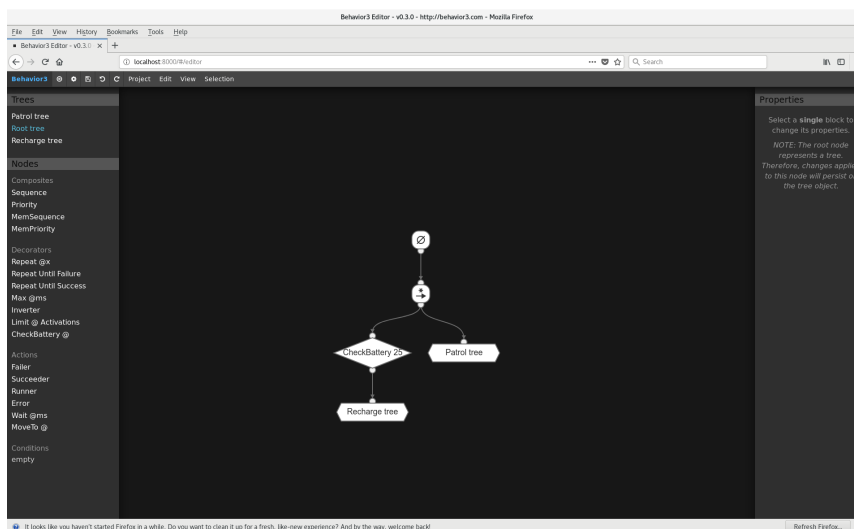 Behavior3 Editor - v0.3.0 - http://behavior3.com - Mozilla Firefox
File Edit View History Bookmarks Tools Help
Behavior3 Editor - v0.3.0 × +
localhost:8000/#/editor
Search
Behavior3 Project Edit View Selection
Trees
Patrol tree
Root tree
Recharge tree
Nodes
Composites
Sequence
Priority
MemSequence
MemPriority
Decorators
Repeat @x
Repeat Until Failure
Repeat Until Success
Max @ms
Inverter
Limit @ Activations
CheckBattery @
Actions
Failer
Succeeder
Runner
Error
Wait @ms
MoveTo @
Conditions
empty
CheckBattery 25
Patrol tree
Recharge tree
Properties
Select a single block to
change its properties.
NOTE: The root node
represents a tree.
Therefore, changes applie
to this node will persist o
the tree object.
It looks like you haven't started Firefox in a while. Do you want to clean it up for a fresh, like-new experience? And by the way, welcome back!
Refresh Firefox...